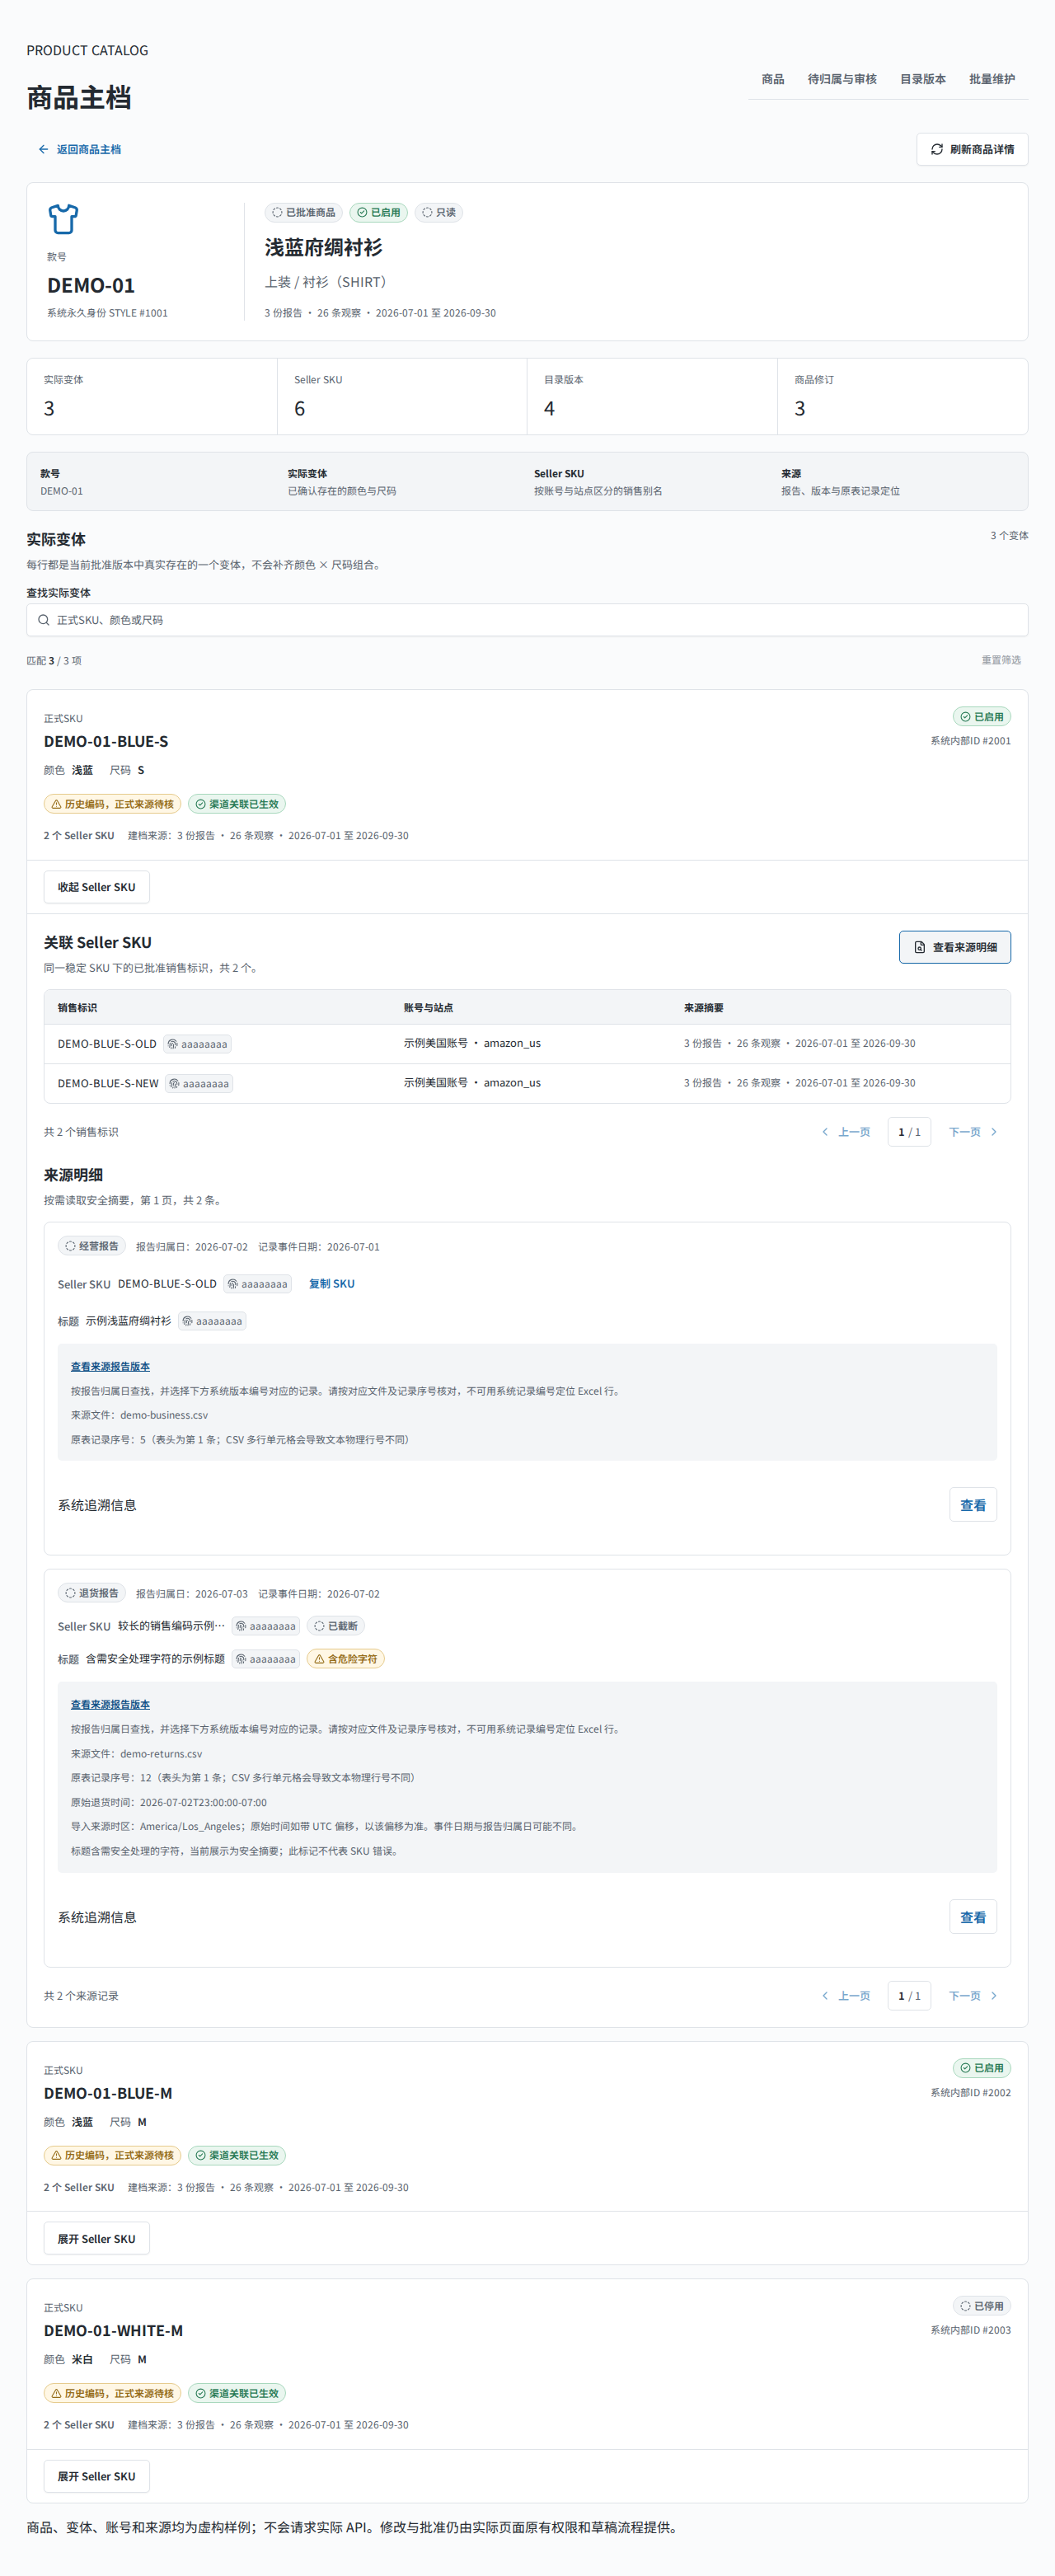 PRODUCT CATALOG
商品主档
商品 待归属与审核 目录版本 批量维护
返回商品主档
刷新商品详情
款号
DEMO-01
系统永久身份 STYLE #1001
已批准商品 已启用 只读
浅蓝府绸衬衫
上装 / 衬衫（SHIRT）
3 份报告 • 26 条观察 • 2026-07-01 至 2026-09-30
实际变体 Seller SKU 目录版本 商品修订
3 6 4 3
款号 实际变体 Seller SKU 来源
DEMO-01 已确认存在的颜色与尺码 按账号与站点区分的销售别名 报告、版本与原表记录定位
实际变体
3 个变体
每行都是当前批准版本中真实存在的一个变体，不会补齐颜色 × 尺码组合。
查找实际变体
正式SKU、颜色或尺码
匹配 3 / 3 项
重置筛选
正式SKU
已启用
DEMO-01-BLUE-S
系统内部ID #2001
颜色 浅蓝 尺码 S
历史编码，正式来源待核 渠道关联已生效
2 个 Seller SKU 建档来源：3 份报告 • 26 条观察 • 2026-07-01 至 2026-09-30
收起 Seller SKU
关联 Seller SKU
查看来源明细
同一稳定 SKU 下的已批准销售标识，共 2 个。
销售标识 账号与站点 来源摘要
DEMO-BLUE-S-OLD aaaaaaaa 示例美国账号 • amazon_us 3 份报告 • 26 条观察 • 2026-07-01 至 2026-09-30
DEMO-BLUE-S-NEW aaaaaaaa 示例美国账号 • amazon_us 3 份报告 • 26 条观察 • 2026-07-01 至 2026-09-30
共 2 个销售标识
上一页 1 / 1 下一页
来源明细
按需读取安全摘要，第 1 页，共 2 条。
经营报告 报告归属日：2026-07-02 记录事件日期：2026-07-01
Seller SKU DEMO-BLUE-S-OLD aaaaaaaa 复制 SKU
标题 示例浅蓝府绸衬衫 aaaaaaaa
查看来源报告版本
按报告归属日查找，并选择下方系统版本编号对应的记录。请按对应文件及记录序号核对，不可用系统记录编号定位 Excel 行。
来源文件：demo-business.csv
原表记录序号：5（表头为第 1 条；CSV 多行单元格会导致文本物理行号不同）
系统追溯信息
查看
退货报告 报告归属日：2026-07-03 记录事件日期：2026-07-02
Seller SKU 较长的销售编码示例… aaaaaaaa 已截断
标题 含需安全处理字符的示例标题 aaaaaaaa 含危险字符
查看来源报告版本
按报告归属日查找，并选择下方系统版本编号对应的记录。请按对应文件及记录序号核对，不可用系统记录编号定位 Excel 行。
来源文件：demo-returns.csv
原表记录序号：12（表头为第 1 条；CSV 多行单元格会导致文本物理行号不同）
原始退货时间：2026-07-02T23:00:00-07:00
导入来源时区：America/Los_Angeles；原始时间如带 UTC 偏移，以该偏移为准。事件日期与报告归属日可能不同。
标题含需安全处理的字符，当前展示为安全摘要；此标记不代表 SKU 错误。
系统追溯信息
查看
共 2 个来源记录
上一页 1 / 1 下一页
正式SKU
已启用
DEMO-01-BLUE-M
系统内部ID #2002
颜色 浅蓝 尺码 M
历史编码，正式来源待核 渠道关联已生效
2 个 Seller SKU 建档来源：3 份报告 • 26 条观察 • 2026-07-01 至 2026-09-30
展开 Seller SKU
正式SKU
已停用
DEMO-01-WHITE-M
系统内部ID #2003
颜色 米白 尺码 M
历史编码，正式来源待核 渠道关联已生效
2 个 Seller SKU 建档来源：3 份报告 • 26 条观察 • 2026-07-01 至 2026-09-30
展开 Seller SKU
商品、变体、账号和来源均为虚构样例；不会请求实际 API。修改与批准仍由实际页面原有权限和草稿流程提供。